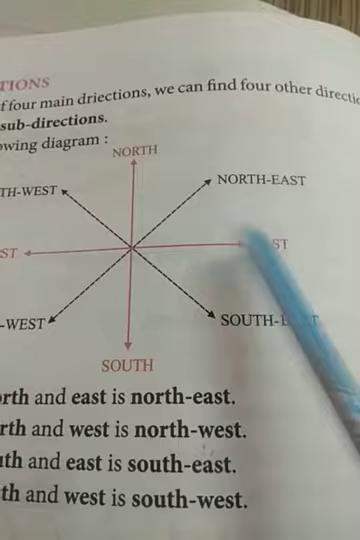 TIONS
f four main driections, we can find four other directio
sub-directions.
owing diagram :
NORTH
TH-WEST
NORTH-EAST
ST
ST
-WEST
SOUTH-E T
SOUTH
rth and east is north-east.
rth and west is north-west.
uth and east is south-east.
th and west is south-west.